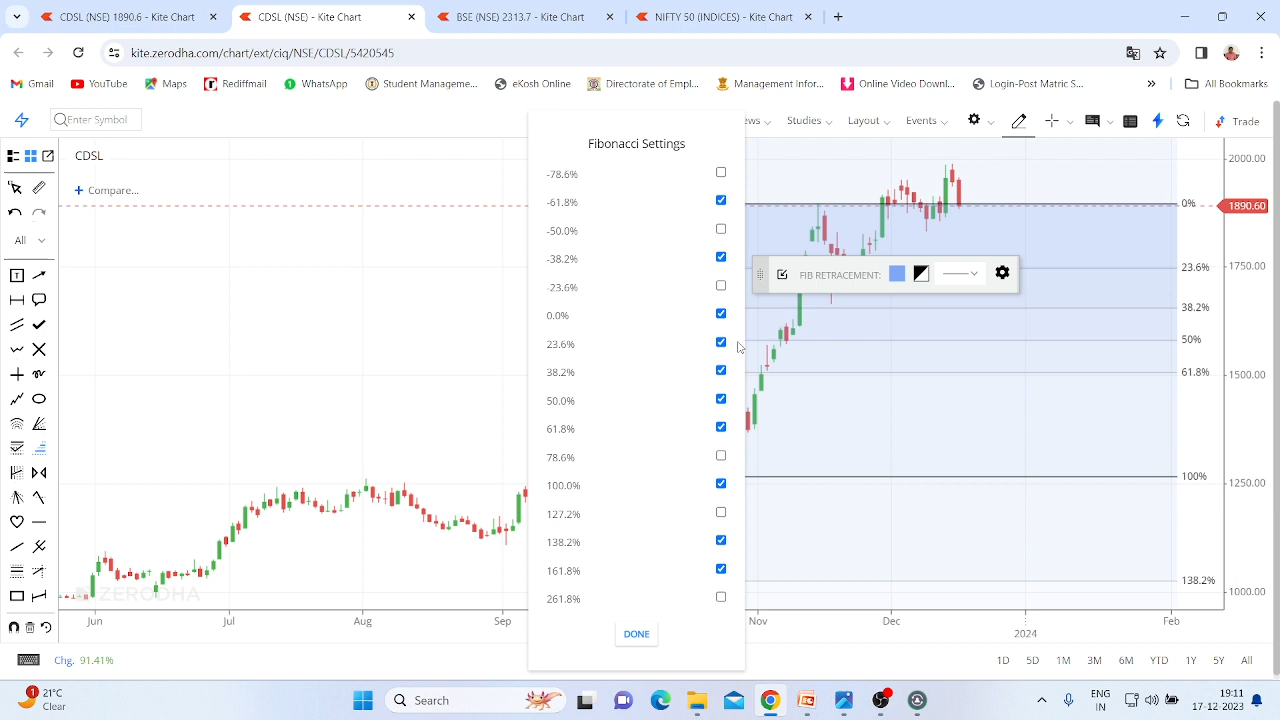 CDSL (NSE) 1890.6 - Kite Chart
CDSL (NSE) - Kite Chart
BSE (NSE) 2313.7 - Kite Chart
NIFTY 50 (INDICES) - Kite Chart
kite.zerodha.com/chart/ext/ciq/NSE/CDSL/5420545
Gmail
YouTube
Maps
Rediffmail
WhatsApp
Student Manageme...
eKosh Online
Directorate of Empl...
Management Infor...
Online Video Downl...
Login-Post Matric S...
All Bookmarks
Enter Symbol
ews
Studies
Layout
Events
Trade
CDSL
Compare...
All
Fibonacci Settings
-78.6%
-61.8%
-50.0%
-38.2%
-23.6%
0.0%
23.6%
38.2%
50.0%
61.8%
78.6%
100.0%
127.2%
138.2%
161.8%
261.8%
DONE
FIB RETRACEMENT:
0%
23.6%
38.2%
50%
61.8%
100%
138.2%
2000.00
1890.60
1750.00
1500.00
1250.00
1000.00
ZERODHA
Jun
Jul
Aug
Sep
Nov
Dec
2024
Feb
Chg. 91.41%
1D
5D
1M
3M
6M
YTD
1Y
5Y
All
1
21°C
Clear
Search
ENG
IN
19:11
17-12-2023